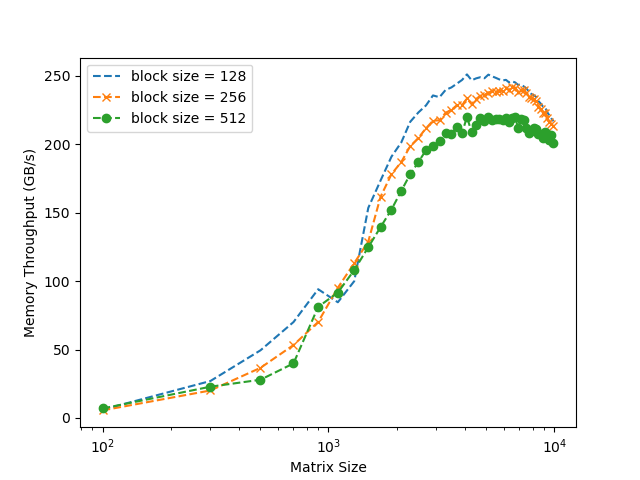 block size = 128
block size = 256
block size = 512
250
200
150
100
50
0
Memory Throughput (GB/s)
10²
10³
10⁴
Matrix Size